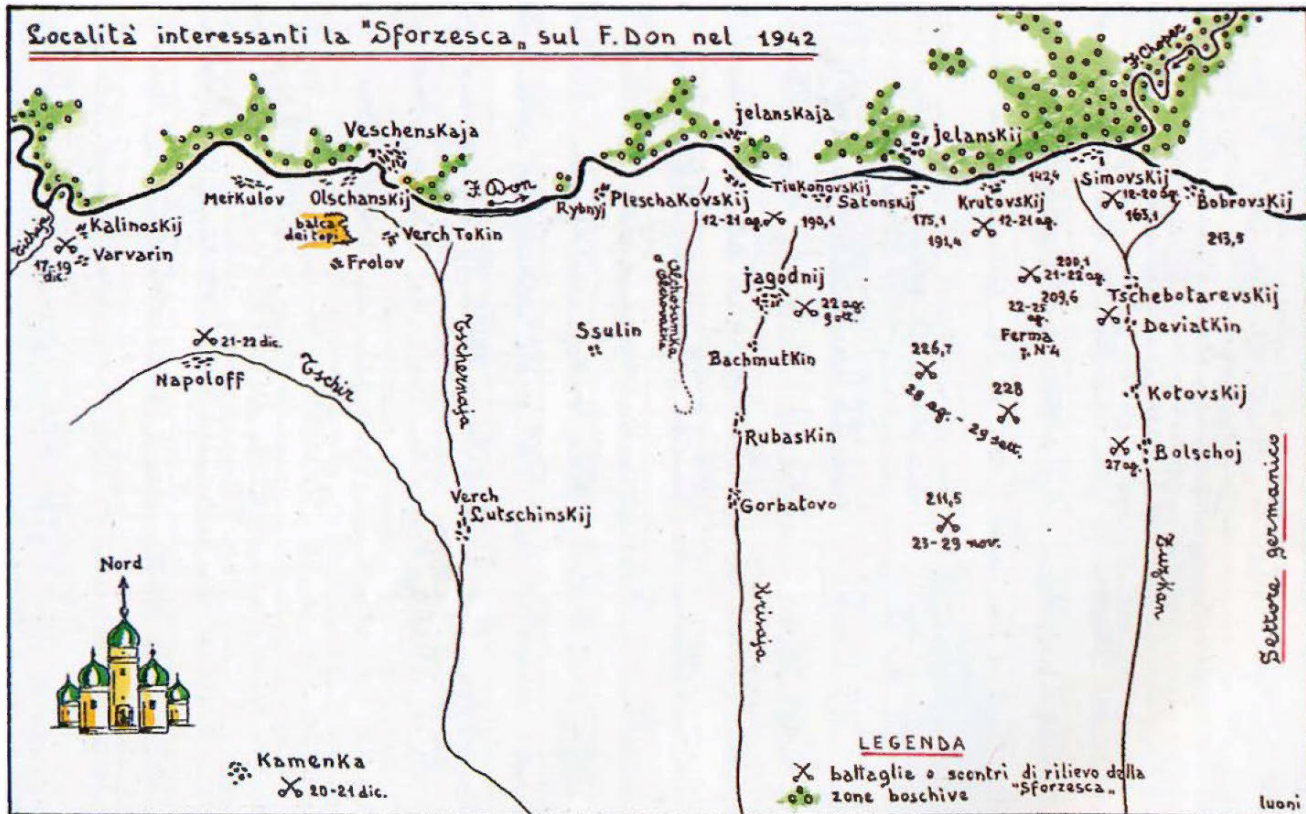 Località interessanti la "Sforzesca„ sul F. Don nel 1942
F. Choper
jelanskaja
jelanskij
Veschenskaja
F. Don
Merkulov
Olschanskij
Rybnyj
Pleschakovskij
12-21 ag.
190,1
Tiukonovskij
Satonskij
175,1
191,4
Krutovskij
12-21 ag.
142,4
Simovskij
12-20 ag.
163,1
Bobrovskij
213,5
Kalinoskij
Varvarin
17-19
dic.
balca
dei topi
Verch Tokin
Frolov
200,1
21-22 ag.
jagodnij
22 ag.
9 sett.
Tschebotarevskij
209,6
22-25
ag.
Ferma
Nº4
Deviatkin
Ssulin
Bachmutkin
21-22 dic.
Napoloff
Tschir
Tschernaja
226,7
228
28 ag. - 29 sett.
Kotovskij
Rubaskin
Bolschoj
27 ag.
Verch
Lutschinskij
Gorbatovo
211,5
23-29 nov.
Krisaja
Zuzkan
Settore germanico
Nord
Kamenka
20-21 dic.
LEGENDA
battaglie o scontri di rilievo della
"Sforzesca„
zone boschive
luoni